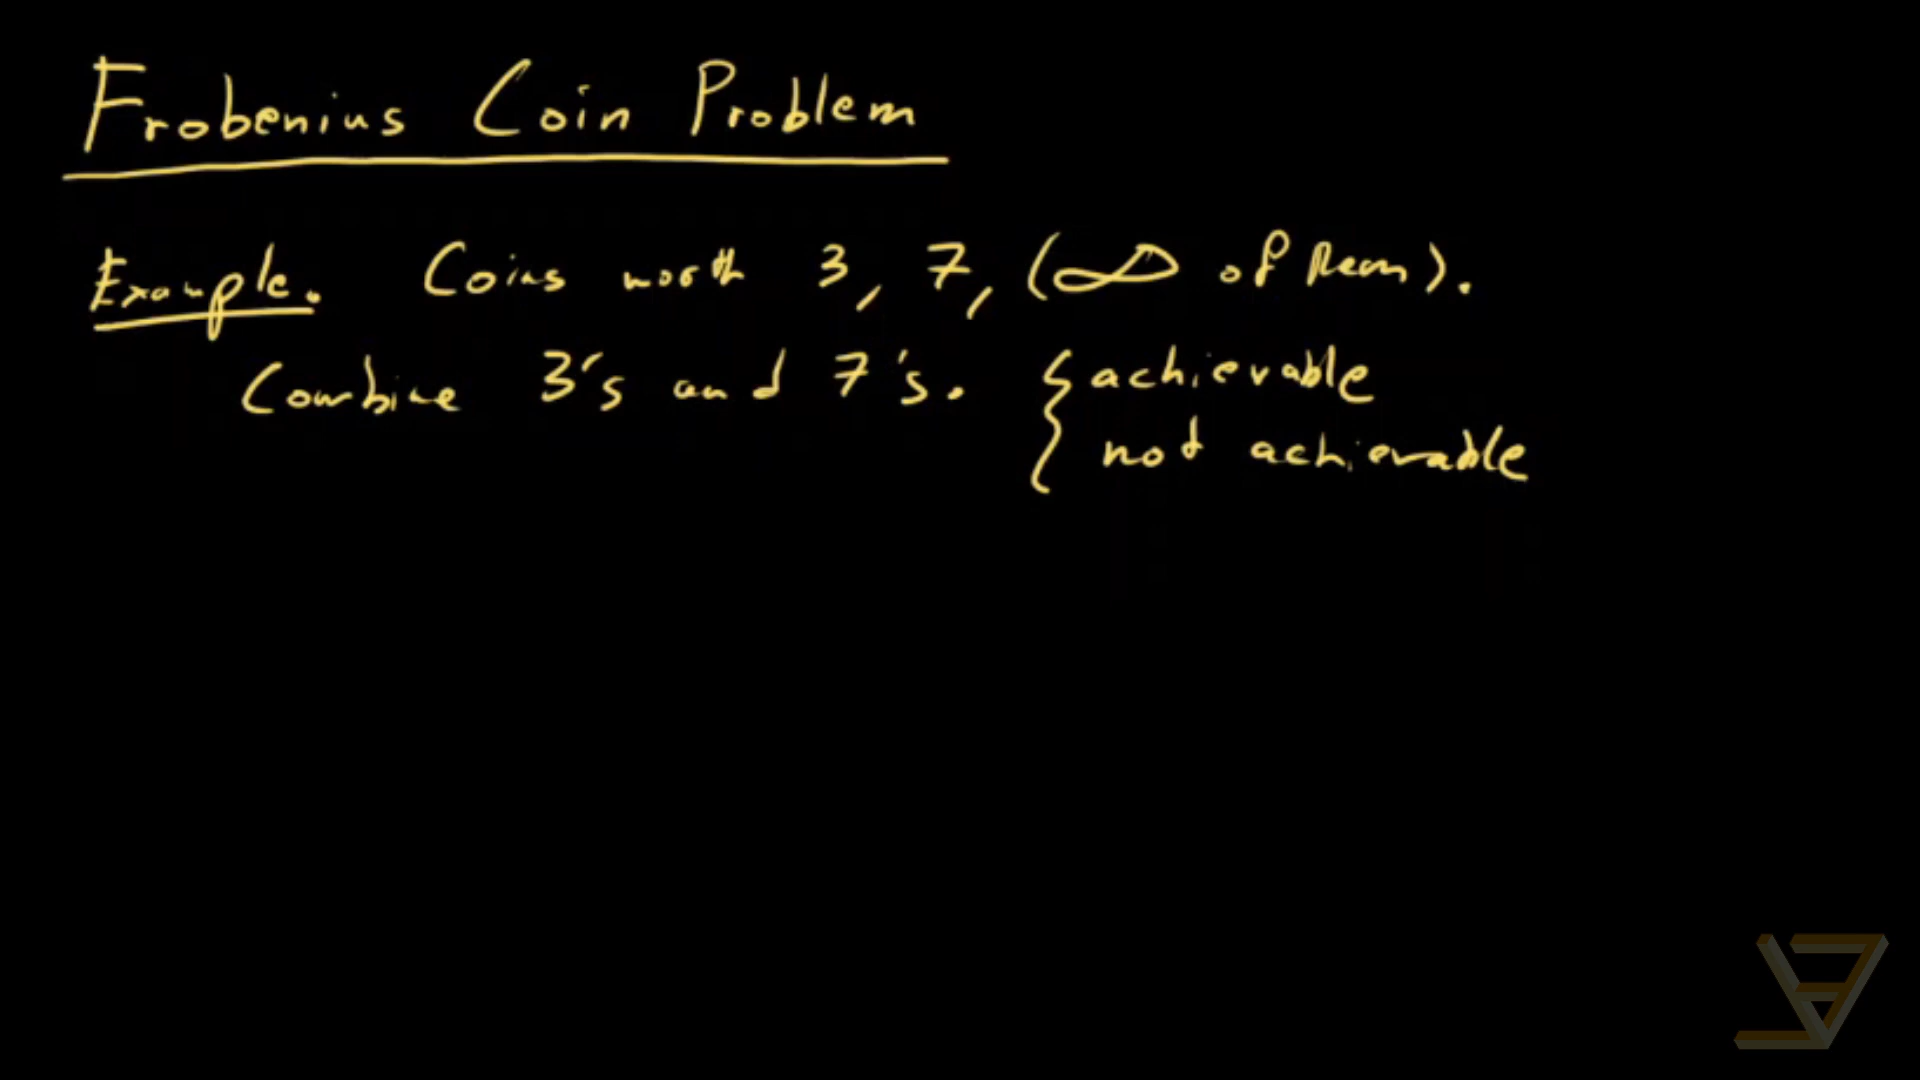 Frobenius Coin Problem
Example. Coins worth 3, 7, (∞ of them).
Combine 3's and 7's. { achievable
not achievable